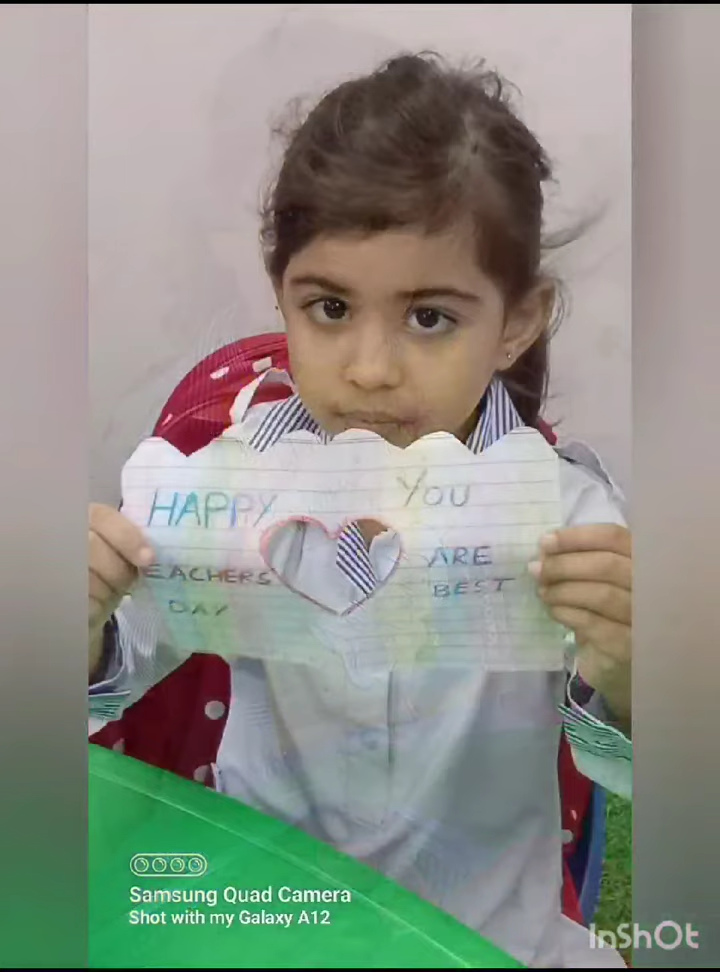 HAPPY
EACHERS
DAY
YOU
ARE
BEST
Samsung Quad Camera
Shot with my Galaxy A12
InShOt